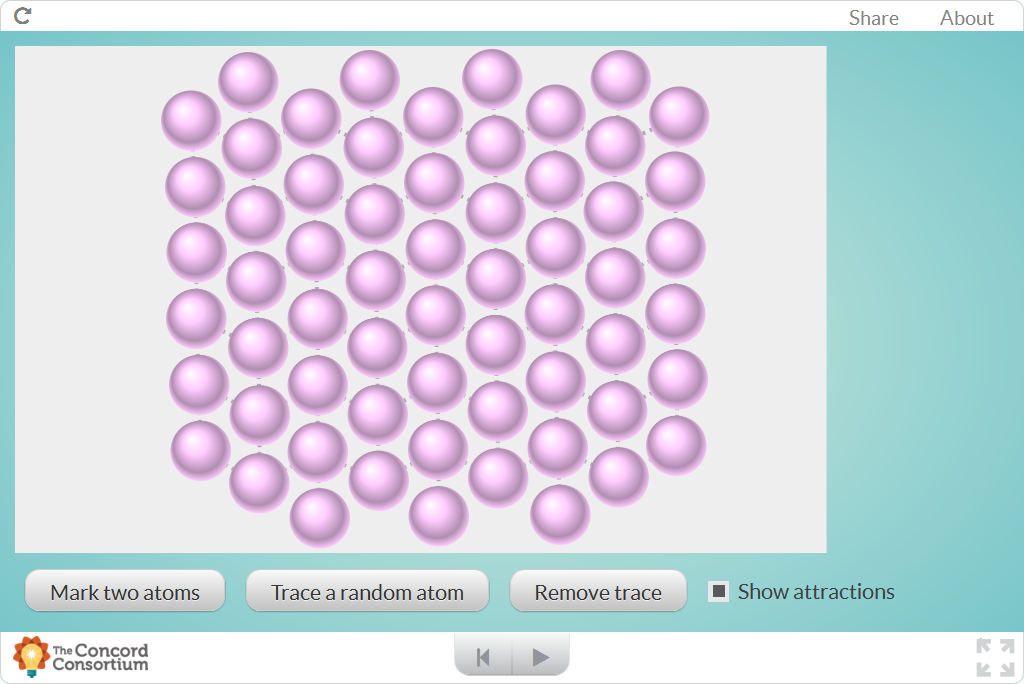 Share About
Mark two atoms Trace a random atom Remove trace Show attractions
The Concord
Consortium